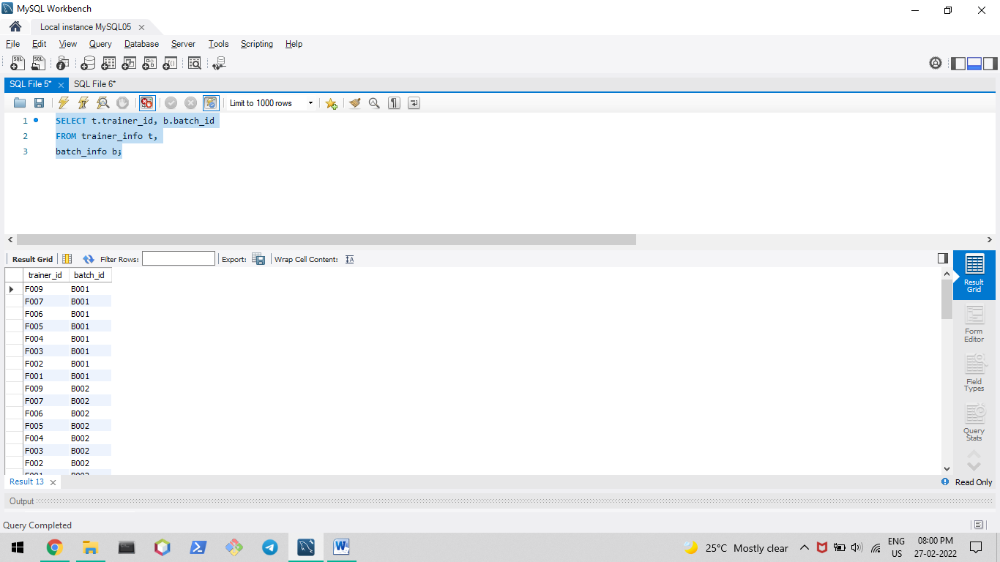 MySQL Workbench
Local instance MySQL05
File Edit View Query Database Server Tools Scripting Help
SQL File 5* SQL File 6*
Limit to 1000 rows
1 SELECT t.trainer_id, b.batch_id
2 FROM trainer_info t,
3 batch_info b;
Result Grid Filter Rows: Export: Wrap Cell Content:
trainer_id batch_id
F009 B001
F007 B001
F006 B001
F005 B001
F004 B001
F003 B001
F002 B001
F001 B001
F009 B002
F007 B002
F006 B002
F005 B002
F004 B002
F003 B002
F002 B002
F001 B002
Result
Grid
Form
Editor
Field
Types
Query
Stats
Result 13
Read Only
Output
Query Completed
25°C Mostly clear
ENG
US
08:00 PM
27-02-2022